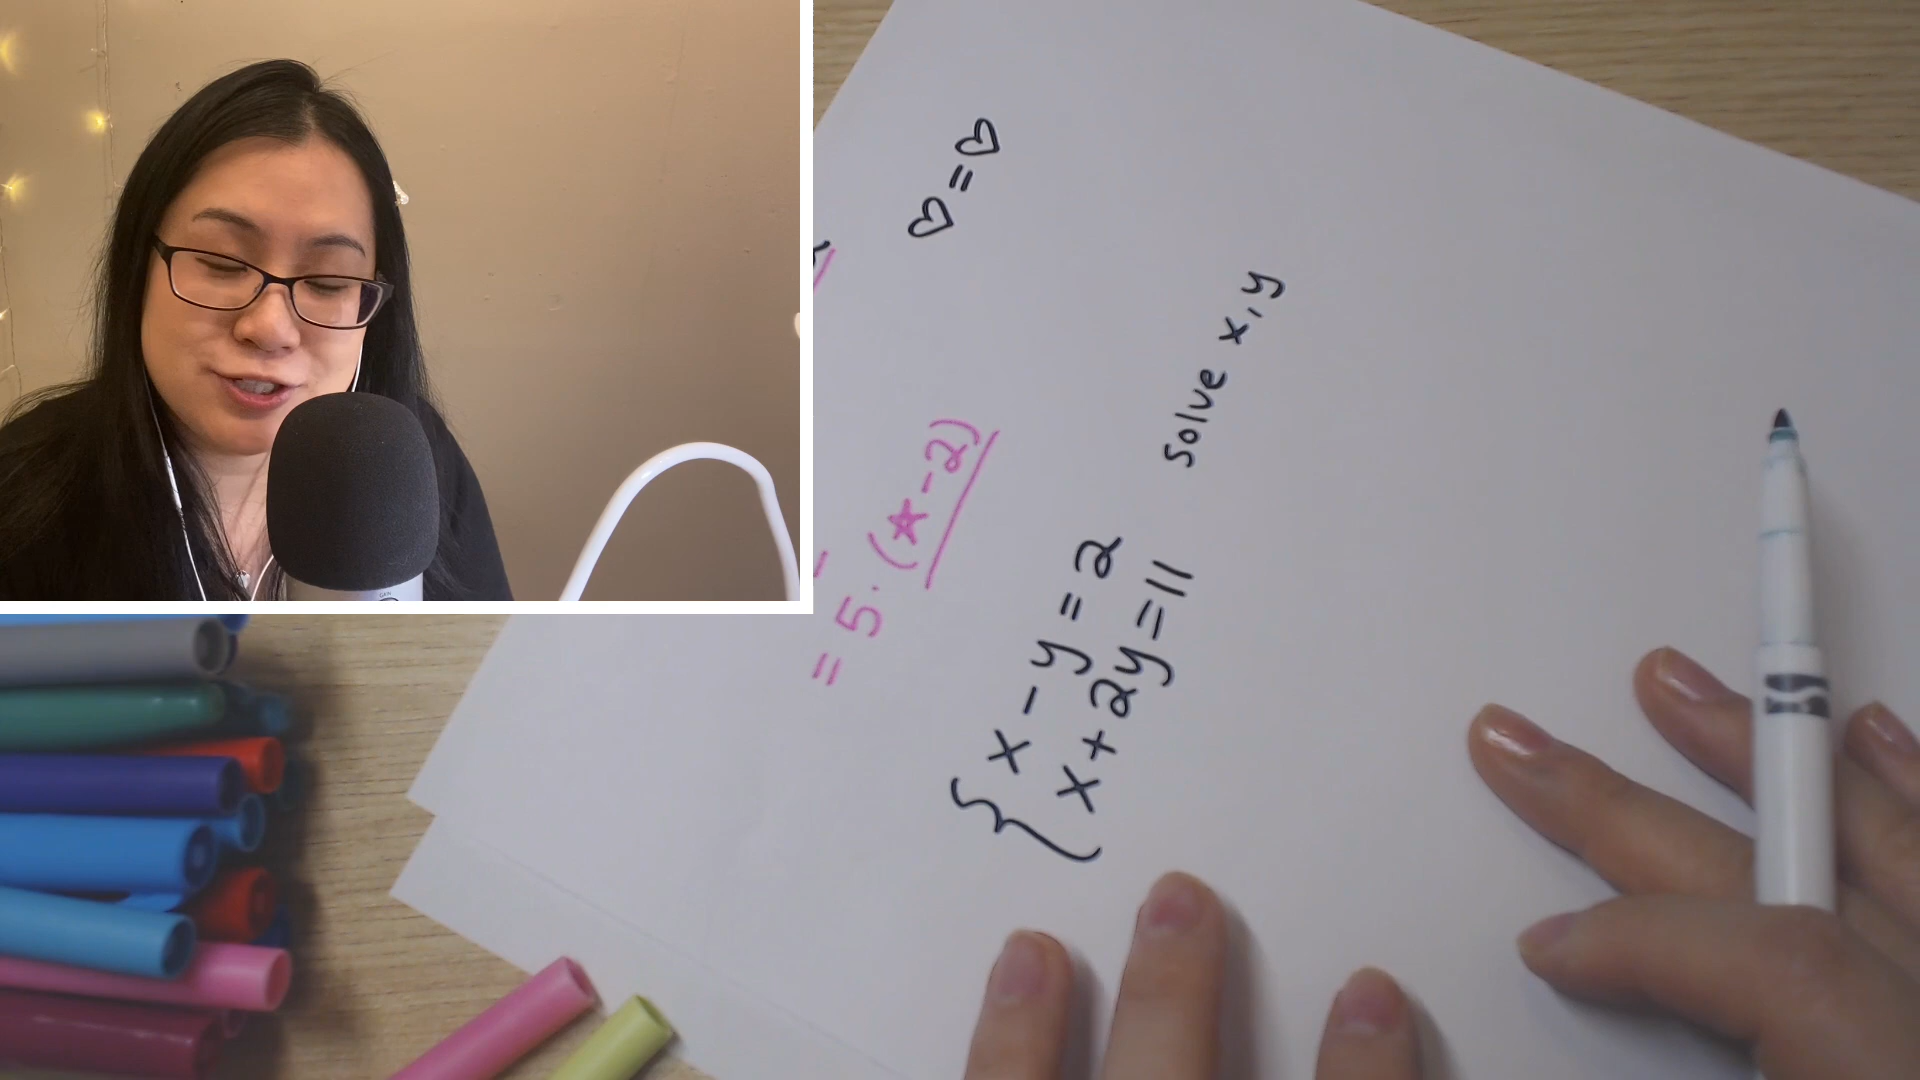 ♡=♡
= 5·(☆-2)
x-y=2
x+2y=11
solve x,y